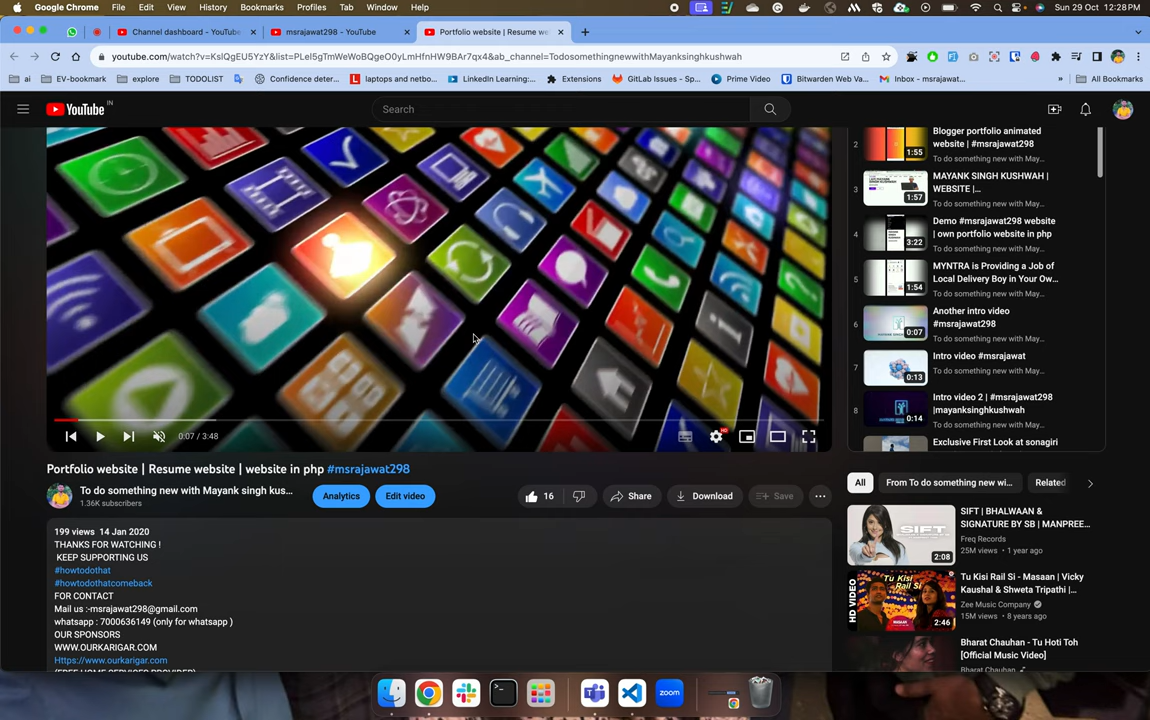 Google Chrome File Edit View History Bookmarks Profiles Tab Window Help Sun 29 Oct 12:28 PM
Channel dashboard - YouTube
msrajawat298 - YouTube
Portfolio website | Resume we
youtube.com/watch?v=KslQgEU5YzY&list=PLeI5gTmWeWoBQgeO0yLmHfnHW9BAr7qx4&ab_channel=TodosomethingnewwithMayanksinghkushwah
ai EV-bookmark explore TODOLIST Confidence deter... laptops and netbo... LinkedIn Learning:... Extensions GitLab Issues - Sp... Prime Video Bitwarden Web Va... Inbox - msrajawat... » All Bookmarks
YouTube IN
Search
2
Blogger portfolio animated
website | #msrajawat298
To do something new with May...
1:55
3
MAYANK SINGH KUSHWAH |
WEBSITE |...
To do something new with May...
1:57
4
Demo #msrajawat298 website
| own portfolio website in php
To do something new with May...
3:22
5
MYNTRA is Providing a Job of
Local Delivery Boy in Your Ow...
To do something new with May...
1:54
6
Another intro video
#msrajawat298
To do something new with May...
0:07
7
Intro video #msrajawat
To do something new with May...
0:13
8
Intro video 2 | #msrajawat298
|mayanksinghkushwah
To do something new with May...
0:14
Exclusive First Look at sonagiri
0:07 / 3:48
HD
Portfolio website | Resume website | website in php #msrajawat298
To do something new with Mayank singh kus...
1.36K subscribers
Analytics Edit video 16 Share Download Save
199 views 14 Jan 2020
THANKS FOR WATCHING !
KEEP SUPPORTING US
#howtodothat
#howtodothatcomeback
FOR CONTACT
Mail us :-msrajawat298@gmail.com
whatsapp : 7000636149 (only for whatsapp )
OUR SPONSORS
WWW.OURKARIGAR.COM
Https://www.ourkarigar.com
(FREE HOME SERVICES PROVIDER)
All From To do something new wi... Related
SIFT | BHALWAAN &
SIGNATURE BY SB | MANPREE...
Freq Records
25M views • 1 year ago
SIFT
2:08
Tu Kisi Rail Si - Masaan | Vicky
Kaushal & Shweta Tripathi |...
Zee Music Company
15M views • 8 years ago
HD VIDEO
2:46
Bharat Chauhan - Tu Hoti Toh
[Official Music Video]
Bharat Chauhan
zoom